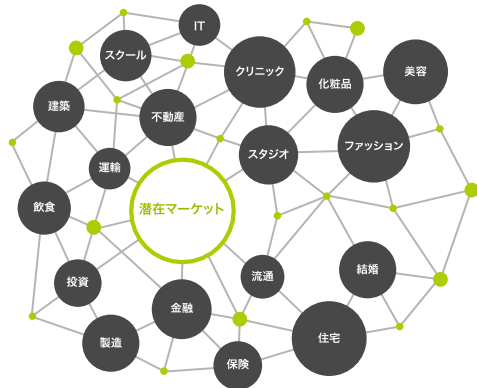 IT
スクール
クリニック
化粧品
美容
建築
不動産
スタジオ
ファッション
運輸
飲食
潜在マーケット
投資
流通
結婚
金融
製造
住宅
保険